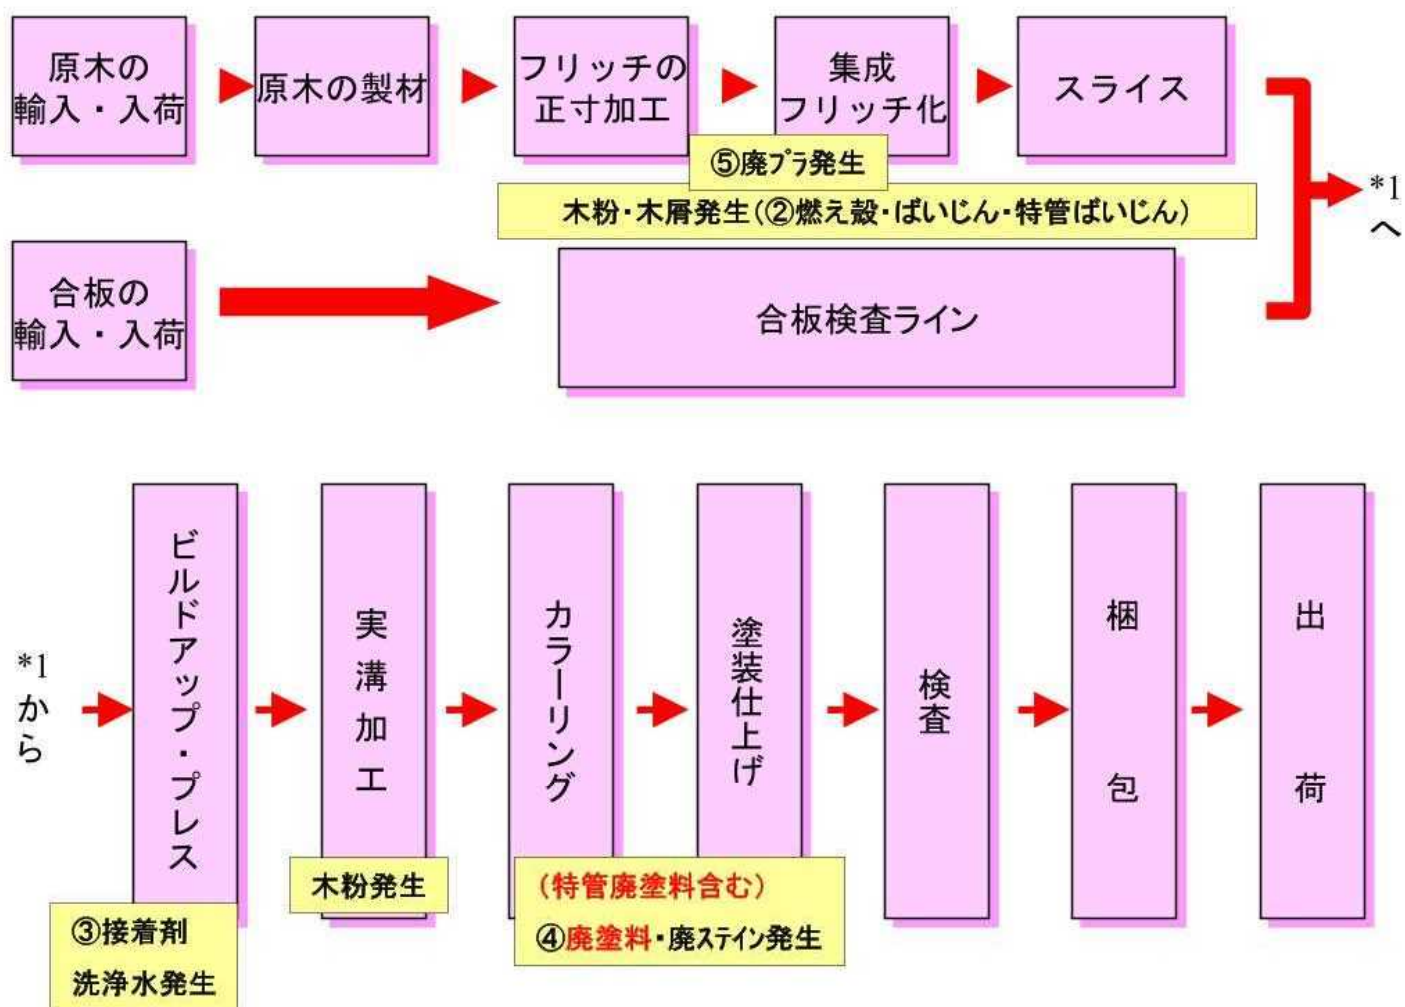 原木の
輸入・入荷
原木の製材
フリッチの
正寸加工
集成
フリッチ化
スライス
⑤廃プラ発生
木粉・木屑発生(②燃え殻・ばいじん・特管ばいじん)
*1
へ
合板の
輸入・入荷
合板検査ライン
*1
から
ビルドアップ・プレス
実溝加工
カラーリング
塗装仕上げ
検査
梱包
出荷
③接着剤
洗浄水発生
木粉発生
(特管廃塗料含む)
④廃塗料・廃ステイン発生